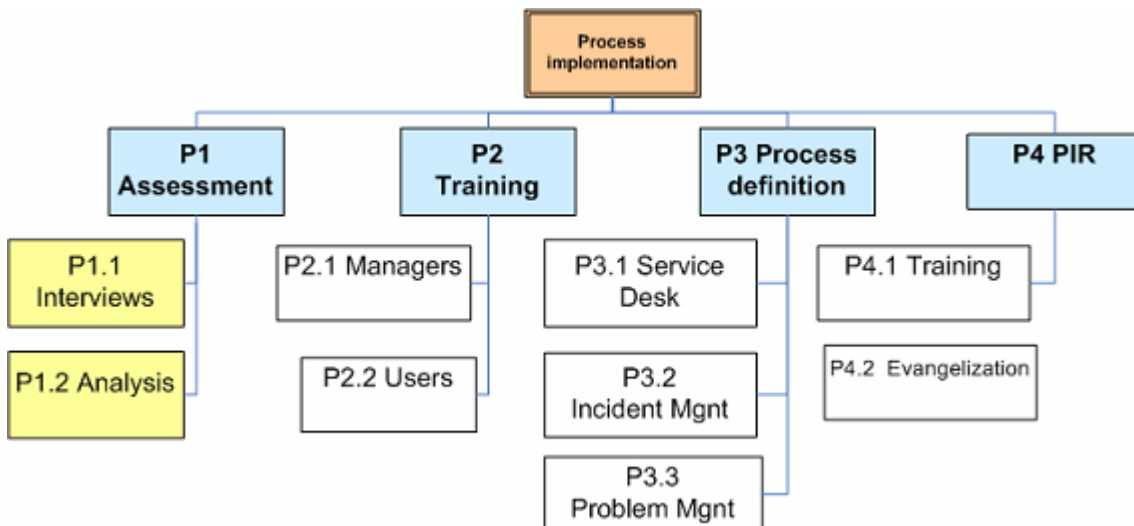 Process
implementation
P1
Assessment
P2
Training
P3 Process
definition
P4 PIR
P1.1
Interviews
P2.1 Managers
P3.1 Service
Desk
P4.1 Training
P1.2 Analysis
P2.2 Users
P3.2
Incident Mgnt
P4.2 Evangelization
P3.3
Problem Mgnt